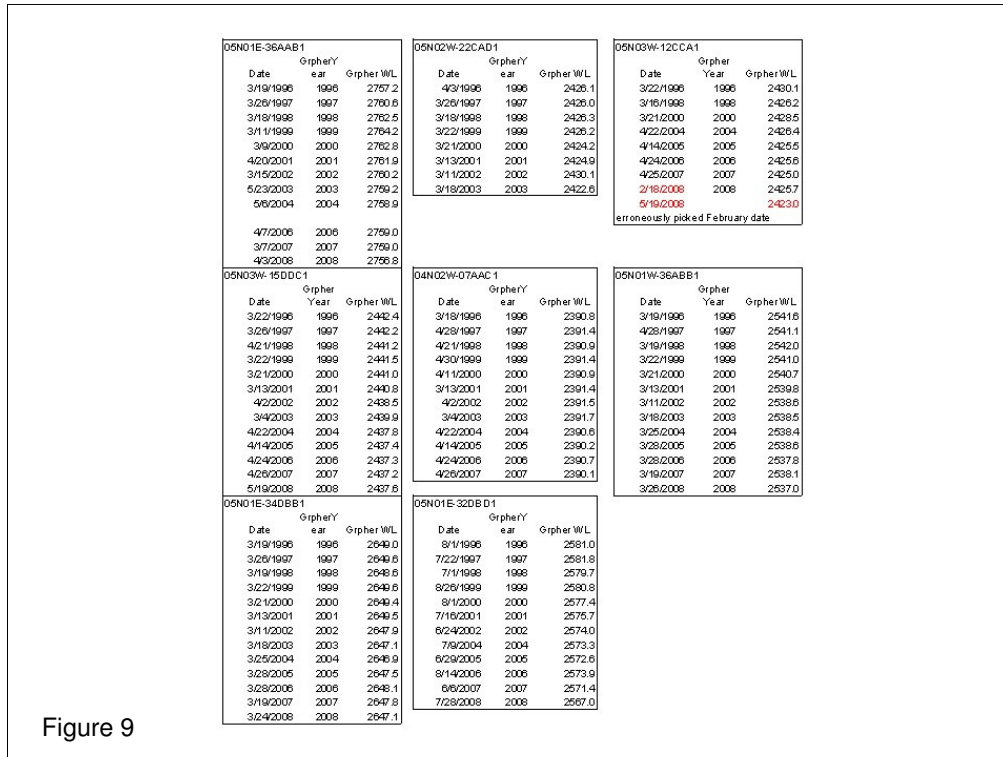 05N01E-36AAB1
GrpherY
Date ear Grpher WL
3/19/1996 1996 2757.2
3/26/1997 1997 2760.6
3/18/1998 1998 2762.5
3/11/1999 1999 2764.2
3/9/2000 2000 2762.8
4/20/2001 2001 2761.9
3/15/2002 2002 2760.2
5/23/2003 2003 2759.2
5/6/2004 2004 2758.9
4/7/2006 2006 2759.0
3/7/2007 2007 2759.0
4/3/2008 2008 2756.8
05N02W-22CAD1
GrpherY
Date ear Grpher WL
4/3/1996 1996 2426.1
3/26/1997 1997 2426.0
3/18/1998 1998 2426.3
3/22/1999 1999 2426.2
3/21/2000 2000 2424.2
3/13/2001 2001 2424.9
3/11/2002 2002 2430.1
3/18/2003 2003 2422.6
05N03W-12CCA1
Grpher
Date Year Grpher WL
3/22/1996 1996 2430.1
3/16/1998 1998 2426.2
3/21/2000 2000 2428.5
4/22/2004 2004 2426.4
4/14/2005 2005 2425.5
4/24/2006 2006 2425.6
4/25/2007 2007 2425.0
2/18/2008 2008 2425.7
5/19/2008 2423.0
erroneously picked February date
05N03W-15DDC1
Grpher
Date Year Grpher WL
3/22/1996 1996 2442.4
3/26/1997 1997 2442.2
4/21/1998 1998 2441.2
3/22/1999 1999 2441.5
3/21/2000 2000 2441.0
3/13/2001 2001 2440.8
4/2/2002 2002 2438.5
3/4/2003 2003 2439.9
4/22/2004 2004 2437.8
4/14/2005 2005 2437.4
4/24/2006 2006 2437.3
4/26/2007 2007 2437.2
5/19/2008 2008 2437.6
04N02W-07AAC1
GrpherY
Date ear Grpher WL
3/18/1996 1996 2390.8
4/28/1997 1997 2391.4
4/21/1998 1998 2390.9
4/30/1999 1999 2391.4
4/11/2000 2000 2390.9
3/13/2001 2001 2391.4
4/2/2002 2002 2391.5
3/4/2003 2003 2391.7
4/22/2004 2004 2390.6
4/14/2005 2005 2390.2
4/24/2006 2006 2390.7
4/26/2007 2007 2390.1
05N01W-36ABB1
Grpher
Date Year Grpher WL
3/19/1996 1996 2541.6
4/28/1997 1997 2541.1
3/19/1998 1998 2542.0
3/22/1999 1999 2541.0
3/21/2000 2000 2540.7
3/13/2001 2001 2539.8
3/11/2002 2002 2538.6
3/18/2003 2003 2538.5
3/25/2004 2004 2538.4
3/28/2005 2005 2538.6
3/28/2006 2006 2537.8
3/19/2007 2007 2538.1
3/26/2008 2008 2537.0
05N01E-34DBB1
GrpherY
Date ear Grpher WL
3/19/1996 1996 2649.0
3/26/1997 1997 2649.6
3/19/1998 1998 2648.6
3/22/1999 1999 2649.6
3/21/2000 2000 2649.4
3/13/2001 2001 2649.5
3/11/2002 2002 2647.9
3/18/2003 2003 2647.1
3/25/2004 2004 2646.9
3/28/2005 2005 2647.5
3/28/2006 2006 2648.1
3/19/2007 2007 2647.8
3/24/2008 2008 2647.1
05N01E-32DBD1
GrpherY
Date ear Grpher WL
8/1/1996 1996 2581.0
7/22/1997 1997 2581.8
7/1/1998 1998 2579.7
8/26/1999 1999 2580.8
8/1/2000 2000 2577.4
7/16/2001 2001 2575.7
6/24/2002 2002 2574.0
7/9/2004 2004 2573.3
6/29/2005 2005 2572.6
8/14/2006 2006 2573.9
6/6/2007 2007 2571.4
7/28/2008 2008 2567.0
Figure 9